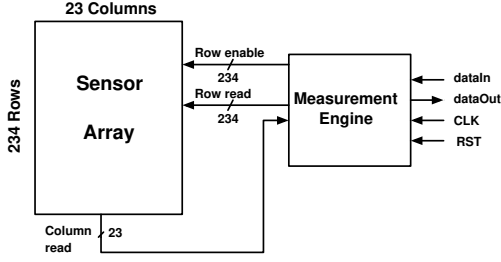 23 Columns
234 Rows
Sensor
Array
Row enable
234
Row read
234
Measurement
Engine
dataIn
dataOut
CLK
RST
Column
read
23